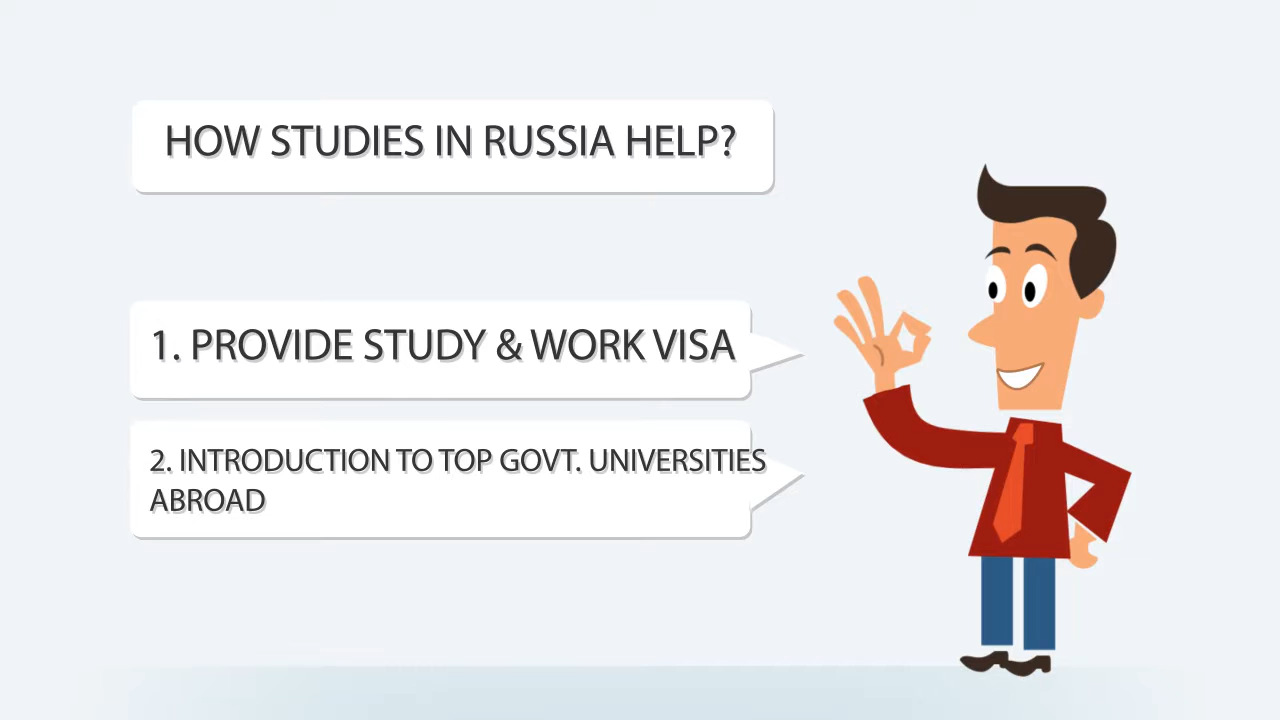 HOW STUDIES IN RUSSIA HELP?
1. PROVIDE STUDY & WORK VISA
2. INTRODUCTION TO TOP GOVT. UNIVERSITIES
ABROAD